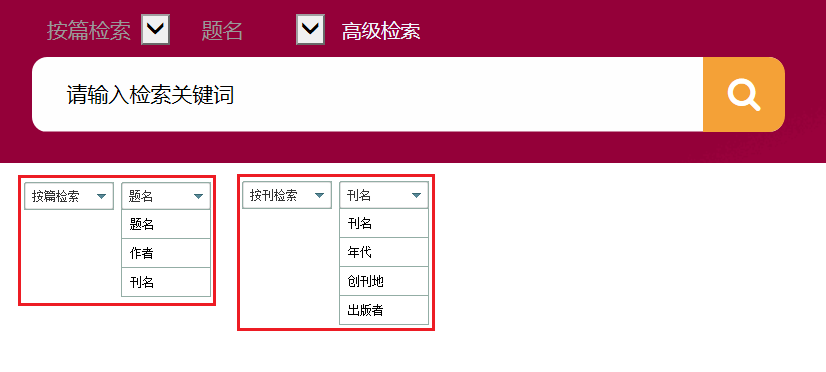 按篇检索 题名 高级检索
请输入检索关键词
按篇检索 题名
题名
作者
刊名
按刊检索 刊名
刊名
年代
创刊地
出版者